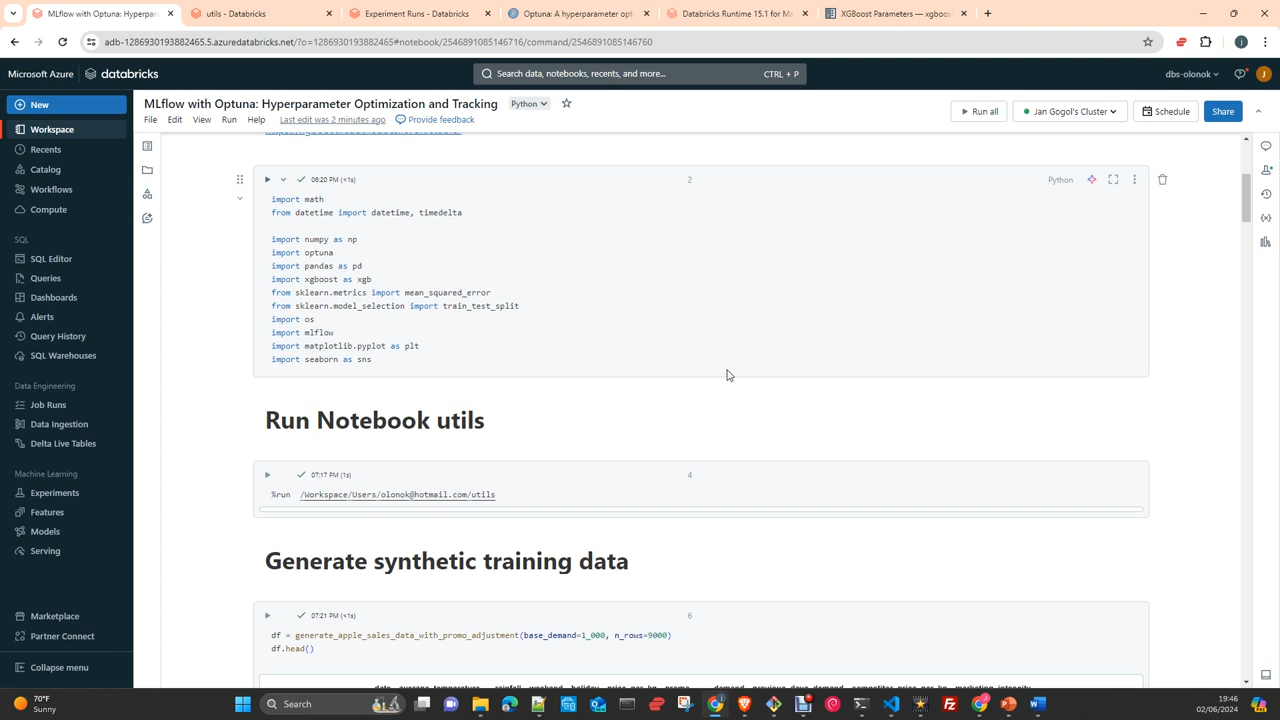 MLflow with Optuna: Hyperpara
utils - Databricks
Experiment Runs - Databricks
Optuna: A hyperparameter opti
Databricks Runtime 15.1 for Ma
XGBoost Parameters — xgboos
adb-1286930193882465.5.azuredatabricks.net/?o=1286930193882465#notebook/2546891085146716/command/2546891085146760
Microsoft Azure
databricks
Search data, notebooks, recents, and more...
CTRL + P
dbs-olonok
J
New
Workspace
Recents
Catalog
Workflows
Compute
SQL
SQL Editor
Queries
Dashboards
Alerts
Query History
SQL Warehouses
Data Engineering
Job Runs
Data Ingestion
Delta Live Tables
Machine Learning
Experiments
Features
Models
Serving
Marketplace
Partner Connect
Collapse menu
MLflow with Optuna: Hyperparameter Optimization and Tracking
Python
File Edit View Run Help Last edit was 2 minutes ago Provide feedback
Run all
Jan Gogol's Cluster
Schedule
Share
06:20 PM (<1s)
2
Python
import math
from datetime import datetime, timedelta
import numpy as np
import optuna
import pandas as pd
import xgboost as xgb
from sklearn.metrics import mean_squared_error
from sklearn.model_selection import train_test_split
import os
import mlflow
import matplotlib.pyplot as plt
import seaborn as sns
Run Notebook utils
07:17 PM (1s)
4
%run /Workspace/Users/olonok@hotmail.com/utils
Generate synthetic training data
07:21 PM (<1s)
6
df = generate_apple_sales_data_with_promo_adjustment(base_demand=1_000, n_rows=9000)
df.head()
70°F
Sunny
Search
19:46
02/06/2024